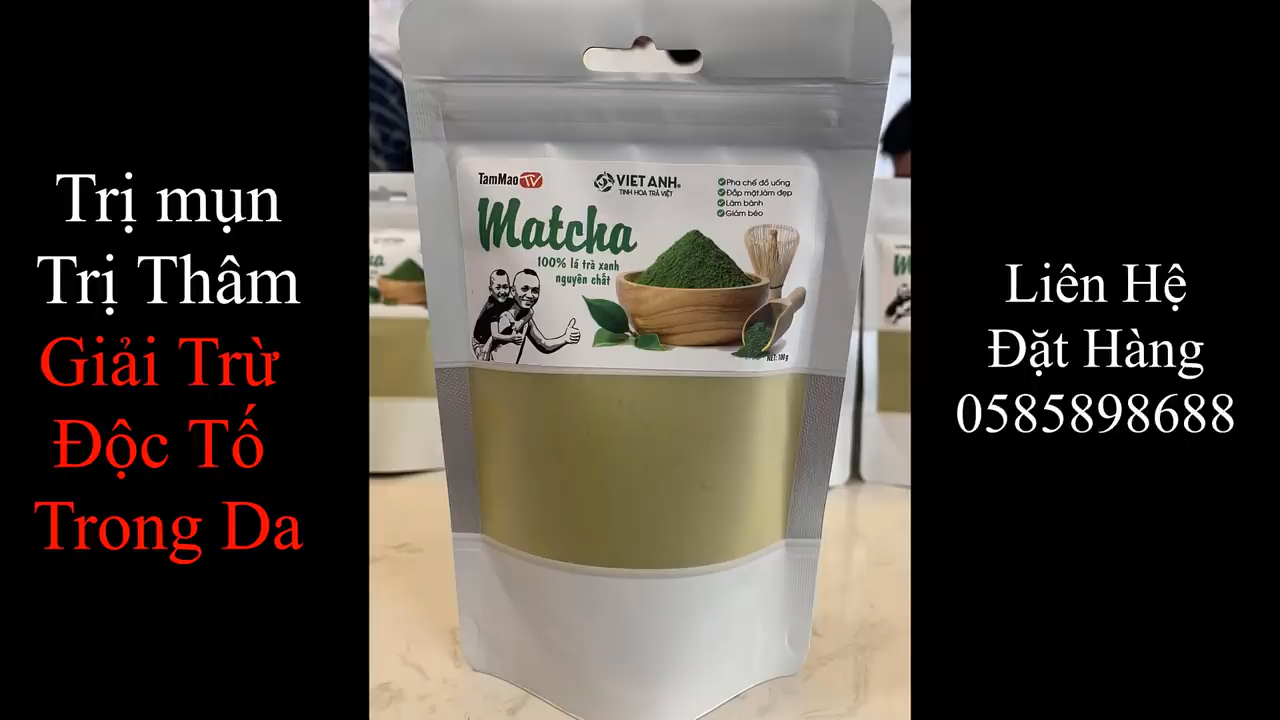 Trị mụn
Trị Thâm
Giải Trừ
Độc Tố
Trong Da
TamMaoTV
VIET ANH®
TINH HOA TRÀ VIỆT
Pha chế đồ uống
Đắp mặt,làm đẹp
Làm bánh
Giảm béo
Matcha
100% lá trà xanh
nguyên chất
NET: 100g
Liên Hệ
Đặt Hàng
0585898688